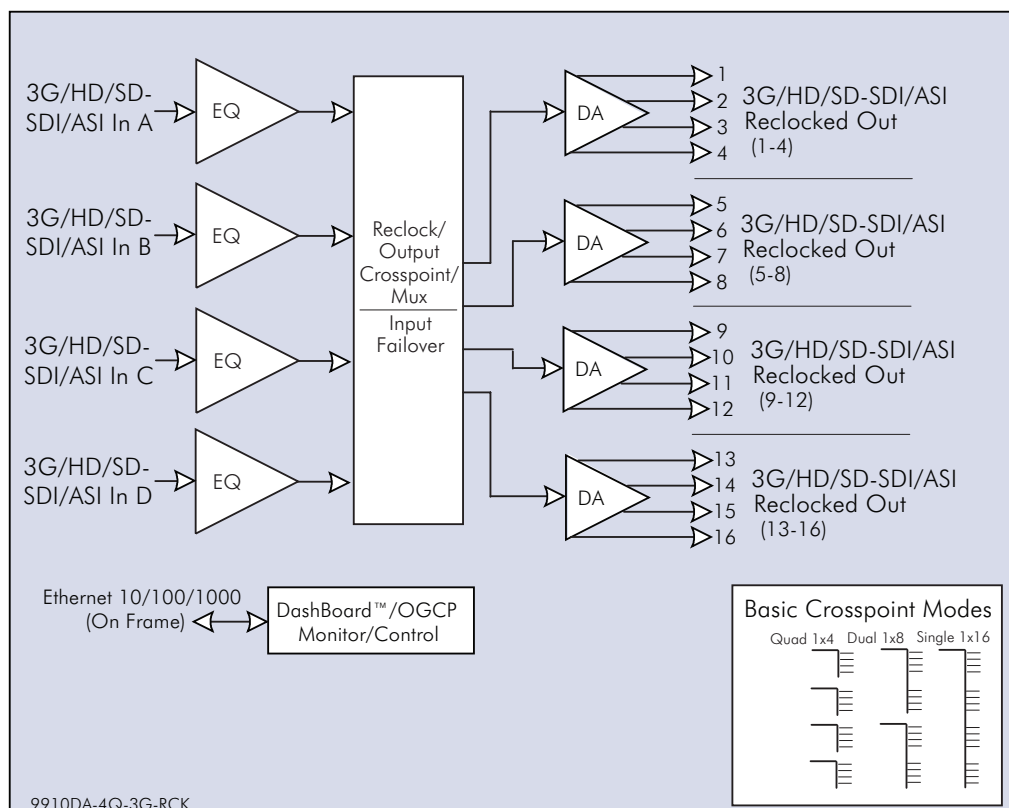 3G/HD/SD-
SDI/ASI In A
EQ
3G/HD/SD-
SDI/ASI In B
EQ
3G/HD/SD-
SDI/ASI In C
EQ
3G/HD/SD-
SDI/ASI In D
EQ
Reclock/
Output
Crosspoint/
Mux
Input
Failover
DA
1
2
3
4
3G/HD/SD-SDI/ASI
Reclocked Out
(1-4)
DA
5
6
7
8
3G/HD/SD-SDI/ASI
Reclocked Out
(5-8)
DA
9
10
11
12
3G/HD/SD-SDI/ASI
Reclocked Out
(9-12)
DA
13
14
15
16
3G/HD/SD-SDI/ASI
Reclocked Out
(13-16)
Ethernet 10/100/1000
(On Frame)
DashBoard™/OGCP
Monitor/Control
Basic Crosspoint Modes
Quad 1x4 Dual 1x8 Single 1x16
9910DA-4Q-3G-RCK